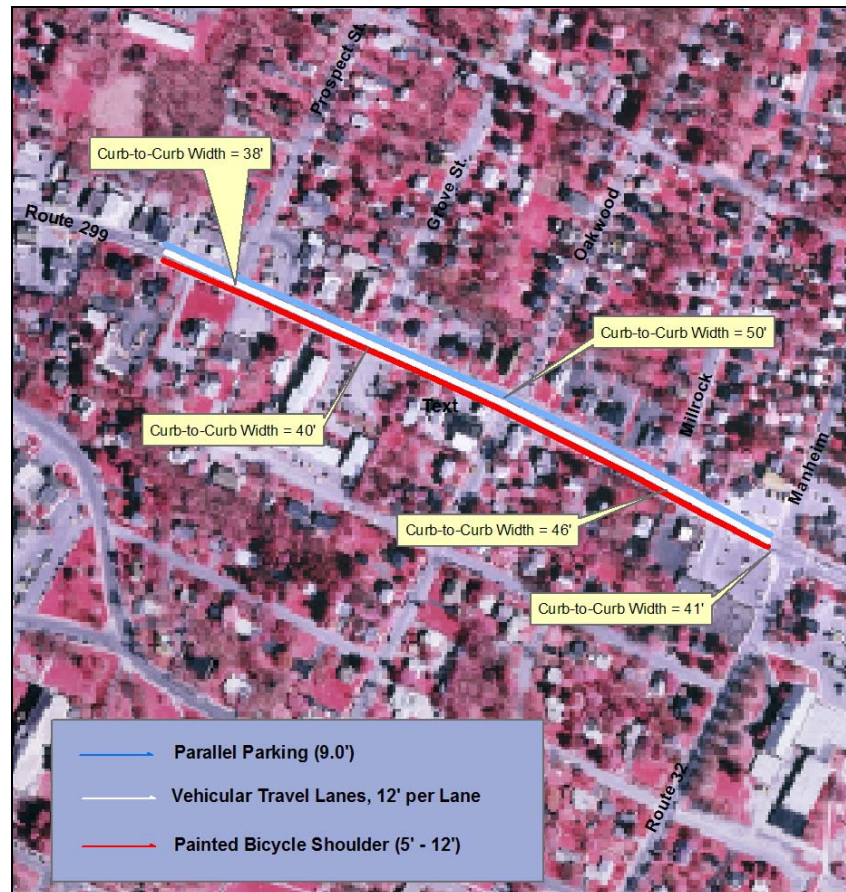 Prospect St.
Curb-to-Curb Width = 38'
Grove St.
Route 299
Oakwood
Curb-to-Curb Width = 50'
Millrock
Text
Curb-to-Curb Width = 40'
Manheim
Curb-to-Curb Width = 46'
Curb-to-Curb Width = 41'
Route 32
Parallel Parking (9.0')
Vehicular Travel Lanes, 12' per Lane
Painted Bicycle Shoulder (5' - 12')